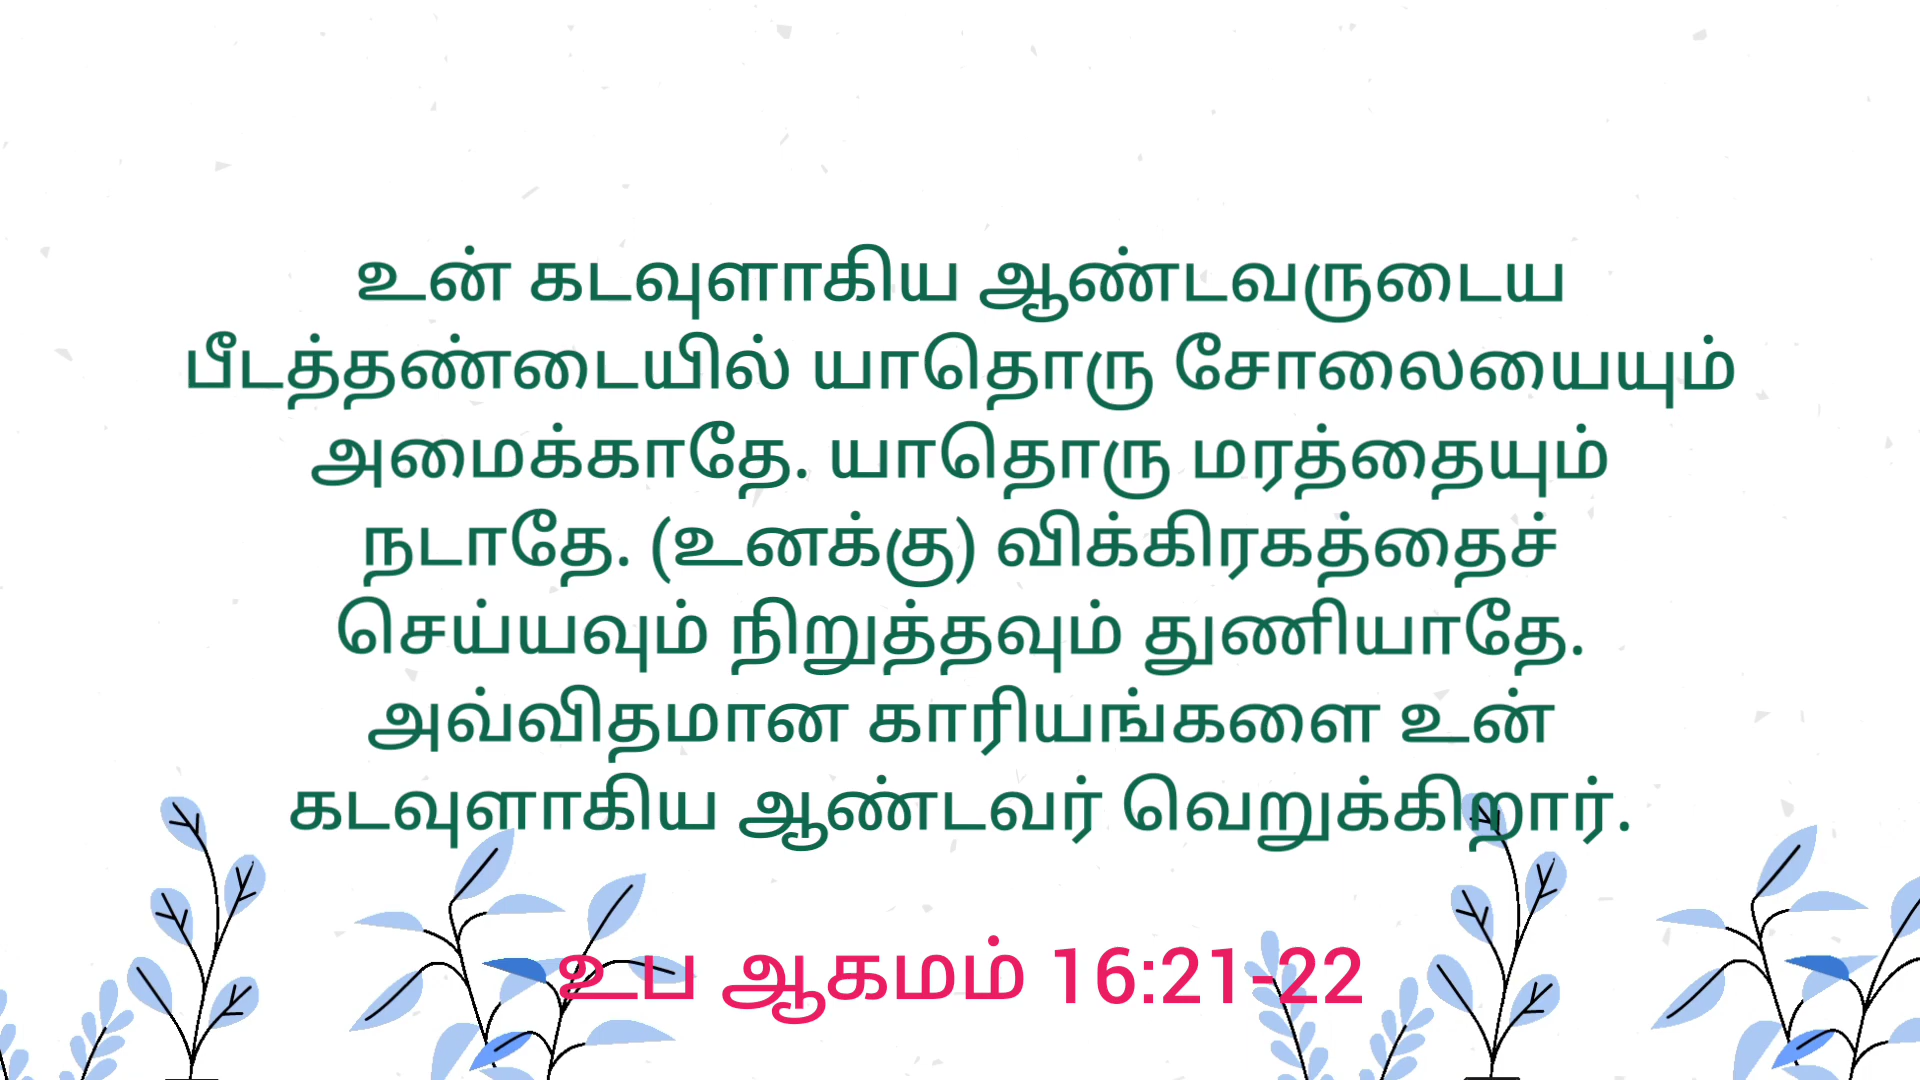 உன் கடவுளாகிய ஆண்டவருடைய
பீடத்தண்டையில் யாதொரு சோலையையும்
அமைக்காதே. யாதொரு மரத்தையும்
நடாதே. (உனக்கு) விக்கிரகத்தைச்
செய்யவும் நிறுத்தவும் துணியாதே.
அவ்விதமான காரியங்களை உன்
கடவுளாகிய ஆண்டவர் வெறுக்கிறார்.
உப ஆகமம் 16:21-22